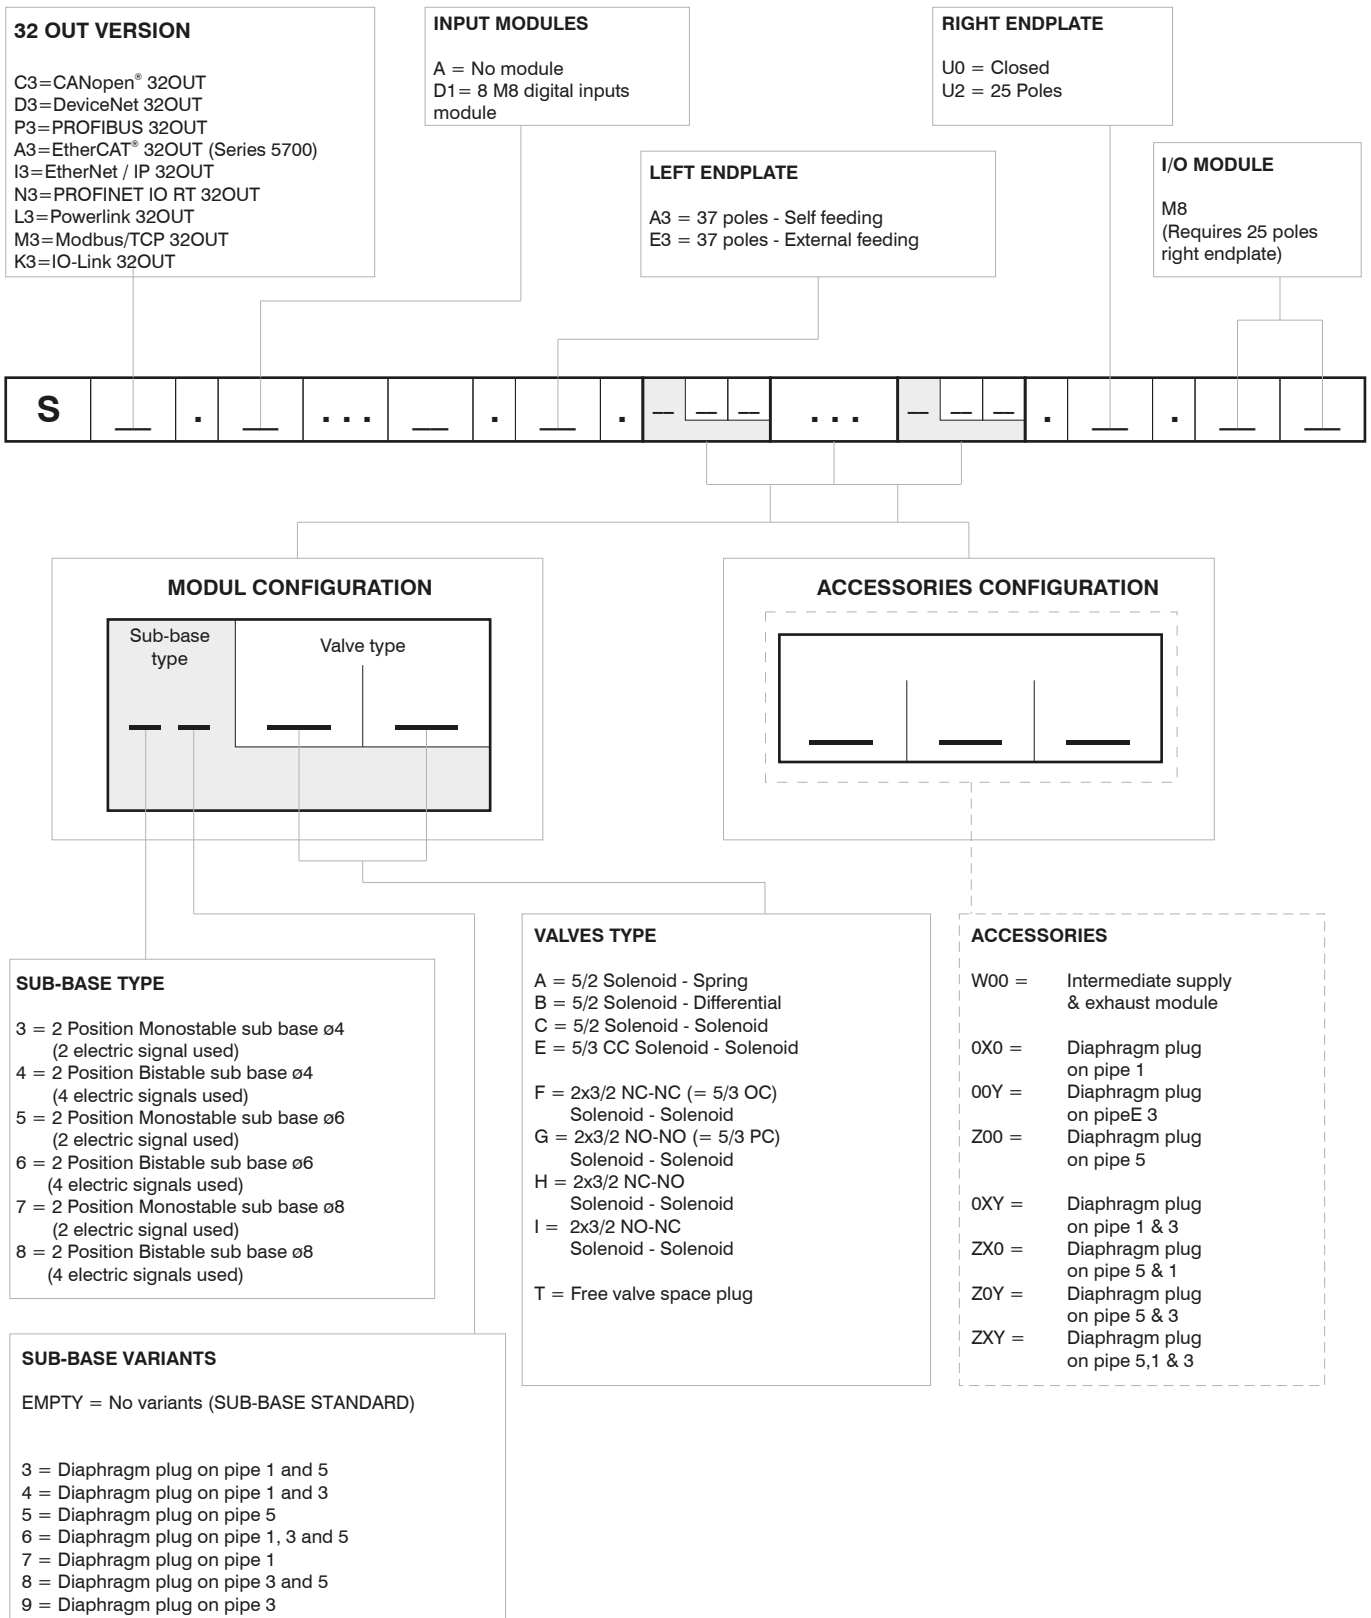 32 OUT VERSION
C3=CANopen® 32OUT
D3=DeviceNet 32OUT
P3=PROFIBUS 32OUT
A3=EtherCAT® 32OUT (Series 5700)
I3=EtherNet / IP 32OUT
N3=PROFINET IO RT 32OUT
L3=Powerlink 32OUT
M3=Modbus/TCP 32OUT
K3=IO-Link 32OUT
INPUT MODULES
A = No module
D1= 8 M8 digital inputs
module
LEFT ENDPLATE
A3 = 37 poles - Self feeding
E3 = 37 poles - External feeding
RIGHT ENDPLATE
U0 = Closed
U2 = 25 Poles
I/O MODULE
M8
(Requires 25 poles
right endplate)
S __ . __ ... __ . __ . __ __ __ ... __ __ __ . __ . __ __
MODUL CONFIGURATION
Sub-base
type
Valve type
ACCESSORIES CONFIGURATION
SUB-BASE TYPE
3 = 2 Position Monostable sub base ø4
(2 electric signal used)
4 = 2 Position Bistable sub base ø4
(4 electric signals used)
5 = 2 Position Monostable sub base ø6
(2 electric signal used)
6 = 2 Position Bistable sub base ø6
(4 electric signals used)
7 = 2 Position Monostable sub base ø8
(2 electric signal used)
8 = 2 Position Bistable sub base ø8
(4 electric signals used)
SUB-BASE VARIANTS
EMPTY = No variants (SUB-BASE STANDARD)
3 = Diaphragm plug on pipe 1 and 5
4 = Diaphragm plug on pipe 1 and 3
5 = Diaphragm plug on pipe 5
6 = Diaphragm plug on pipe 1, 3 and 5
7 = Diaphragm plug on pipe 1
8 = Diaphragm plug on pipe 3 and 5
9 = Diaphragm plug on pipe 3
VALVES TYPE
A = 5/2 Solenoid - Spring
B = 5/2 Solenoid - Differential
C = 5/2 Solenoid - Solenoid
E = 5/3 CC Solenoid - Solenoid
F = 2x3/2 NC-NC (= 5/3 OC)
Solenoid - Solenoid
G = 2x3/2 NO-NO (= 5/3 PC)
Solenoid - Solenoid
H = 2x3/2 NC-NO
Solenoid - Solenoid
I = 2x3/2 NO-NC
Solenoid - Solenoid
T = Free valve space plug
ACCESSORIES
W00 = Intermediate supply
& exhaust module
0X0 = Diaphragm plug
on pipe 1
00Y = Diaphragm plug
on pipeE 3
Z00 = Diaphragm plug
on pipe 5
0XY = Diaphragm plug
on pipe 1 & 3
ZX0 = Diaphragm plug
on pipe 5 & 1
Z0Y = Diaphragm plug
on pipe 5 & 3
ZXY = Diaphragm plug
on pipe 5,1 & 3